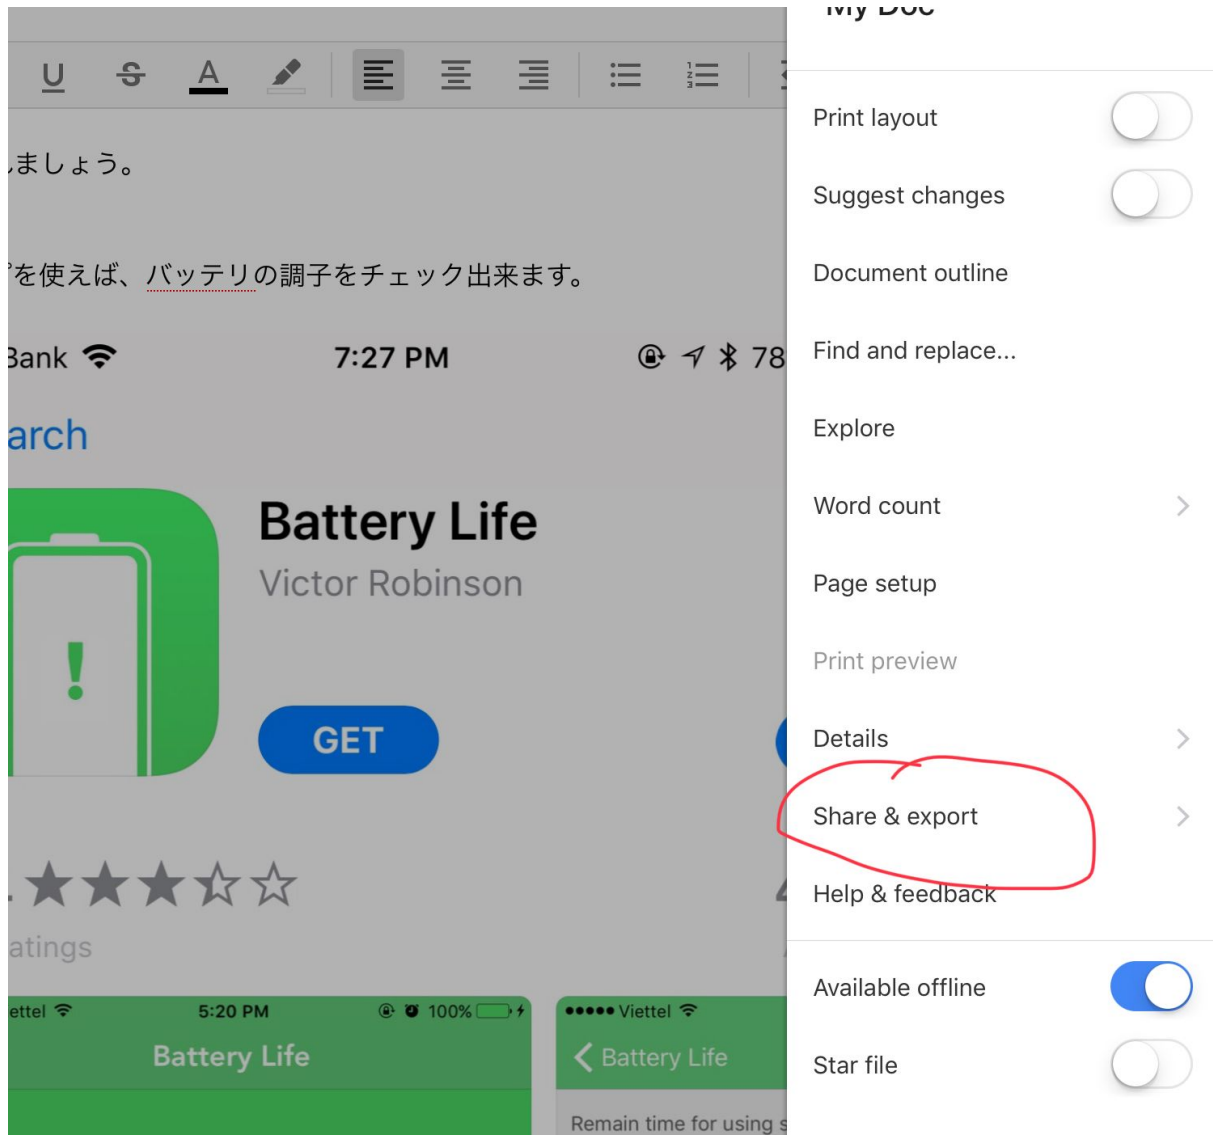 My Doc
U S A
しましょう。
を使えば、バッテリの調子をチェック出来ます。
Bank 7:27 PM 78
arch
Battery Life
Victor Robinson
!
GET
atings
ettel 5:20 PM 100%
Battery Life
Viettel
Battery Life
Remain time for using s
Print layout
Suggest changes
Document outline
Find and replace...
Explore
Word count
Page setup
Print preview
Details
Share & export
Help & feedback
Available offline
Star file